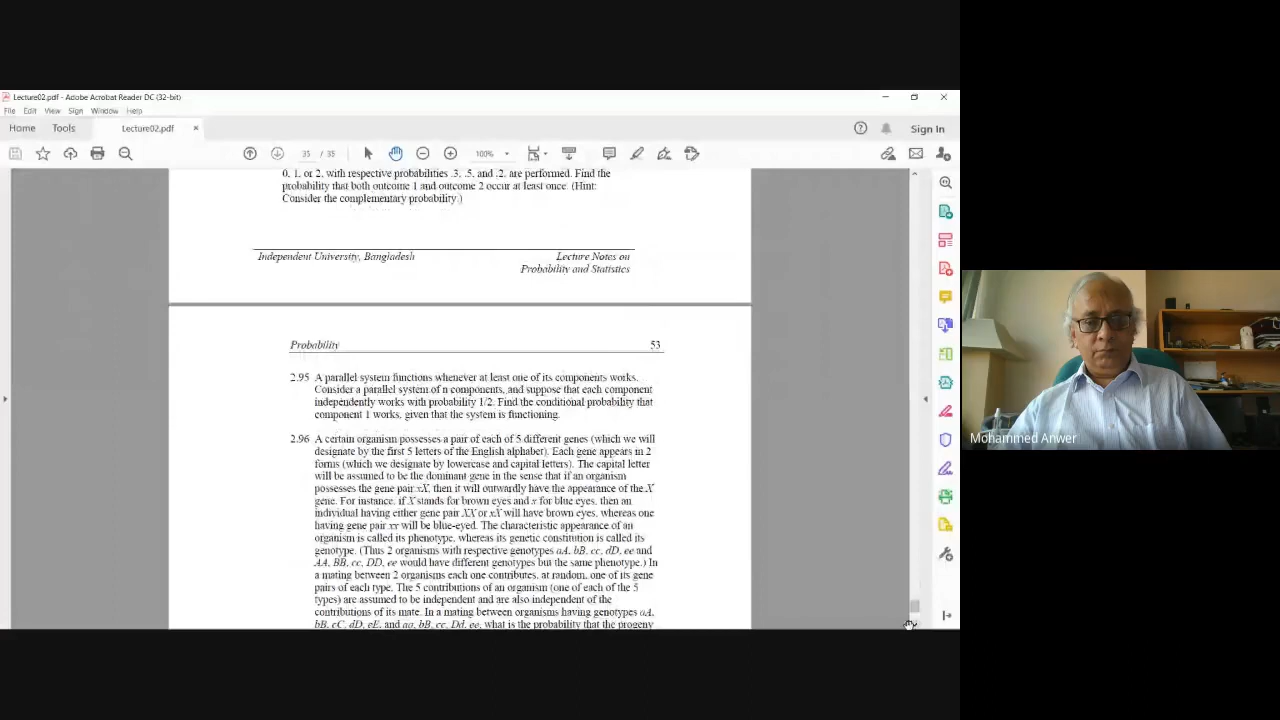 Lecture02.pdf - Adobe Acrobat Reader DC (32-bit)
File Edit View Sign Window Help
Home Tools Lecture02.pdf × Sign In
35 / 35 100%
0, 1, or 2, with respective probabilities .3, .5, and .2, are performed. Find the
probability that both outcome 1 and outcome 2 occur at least once. (Hint:
Consider the complementary probability.)
Independent University, Bangladesh Lecture Notes on
Probability and Statistics
Probability 53
2.95 A parallel system functions whenever at least one of its components works.
Consider a parallel system of n components, and suppose that each component
independently works with probability 1/2. Find the conditional probability that
component 1 works, given that the system is functioning.
2.96 A certain organism possesses a pair of each of 5 different genes (which we will
designate by the first 5 letters of the English alphabet). Each gene appears in 2
forms (which we designate by lowercase and capital letters). The capital letter
will be assumed to be the dominant gene in the sense that if an organism
possesses the gene pair xX, then it will outwardly have the appearance of the X
gene. For instance, if X stands for brown eyes and x for blue eyes, then an
individual having either gene pair XX or xX will have brown eyes, whereas one
having gene pair xx will be blue-eyed. The characteristic appearance of an
organism is called its phenotype, whereas its genetic constitution is called its
genotype. (Thus 2 organisms with respective genotypes aA, bB, cc, dD, ee and
AA, BB, cc, DD, ee would have different genotypes but the same phenotype.) In
a mating between 2 organisms each one contributes, at random, one of its gene
pairs of each type. The 5 contributions of an organism (one of each of the 5
types) are assumed to be independent and are also independent of the
contributions of its mate. In a mating between organisms having genotypes aA,
bB, cC, dD, eE, and aa, bB, cc, Dd, ee, what is the probability that the progeny
Mohammed Anwer